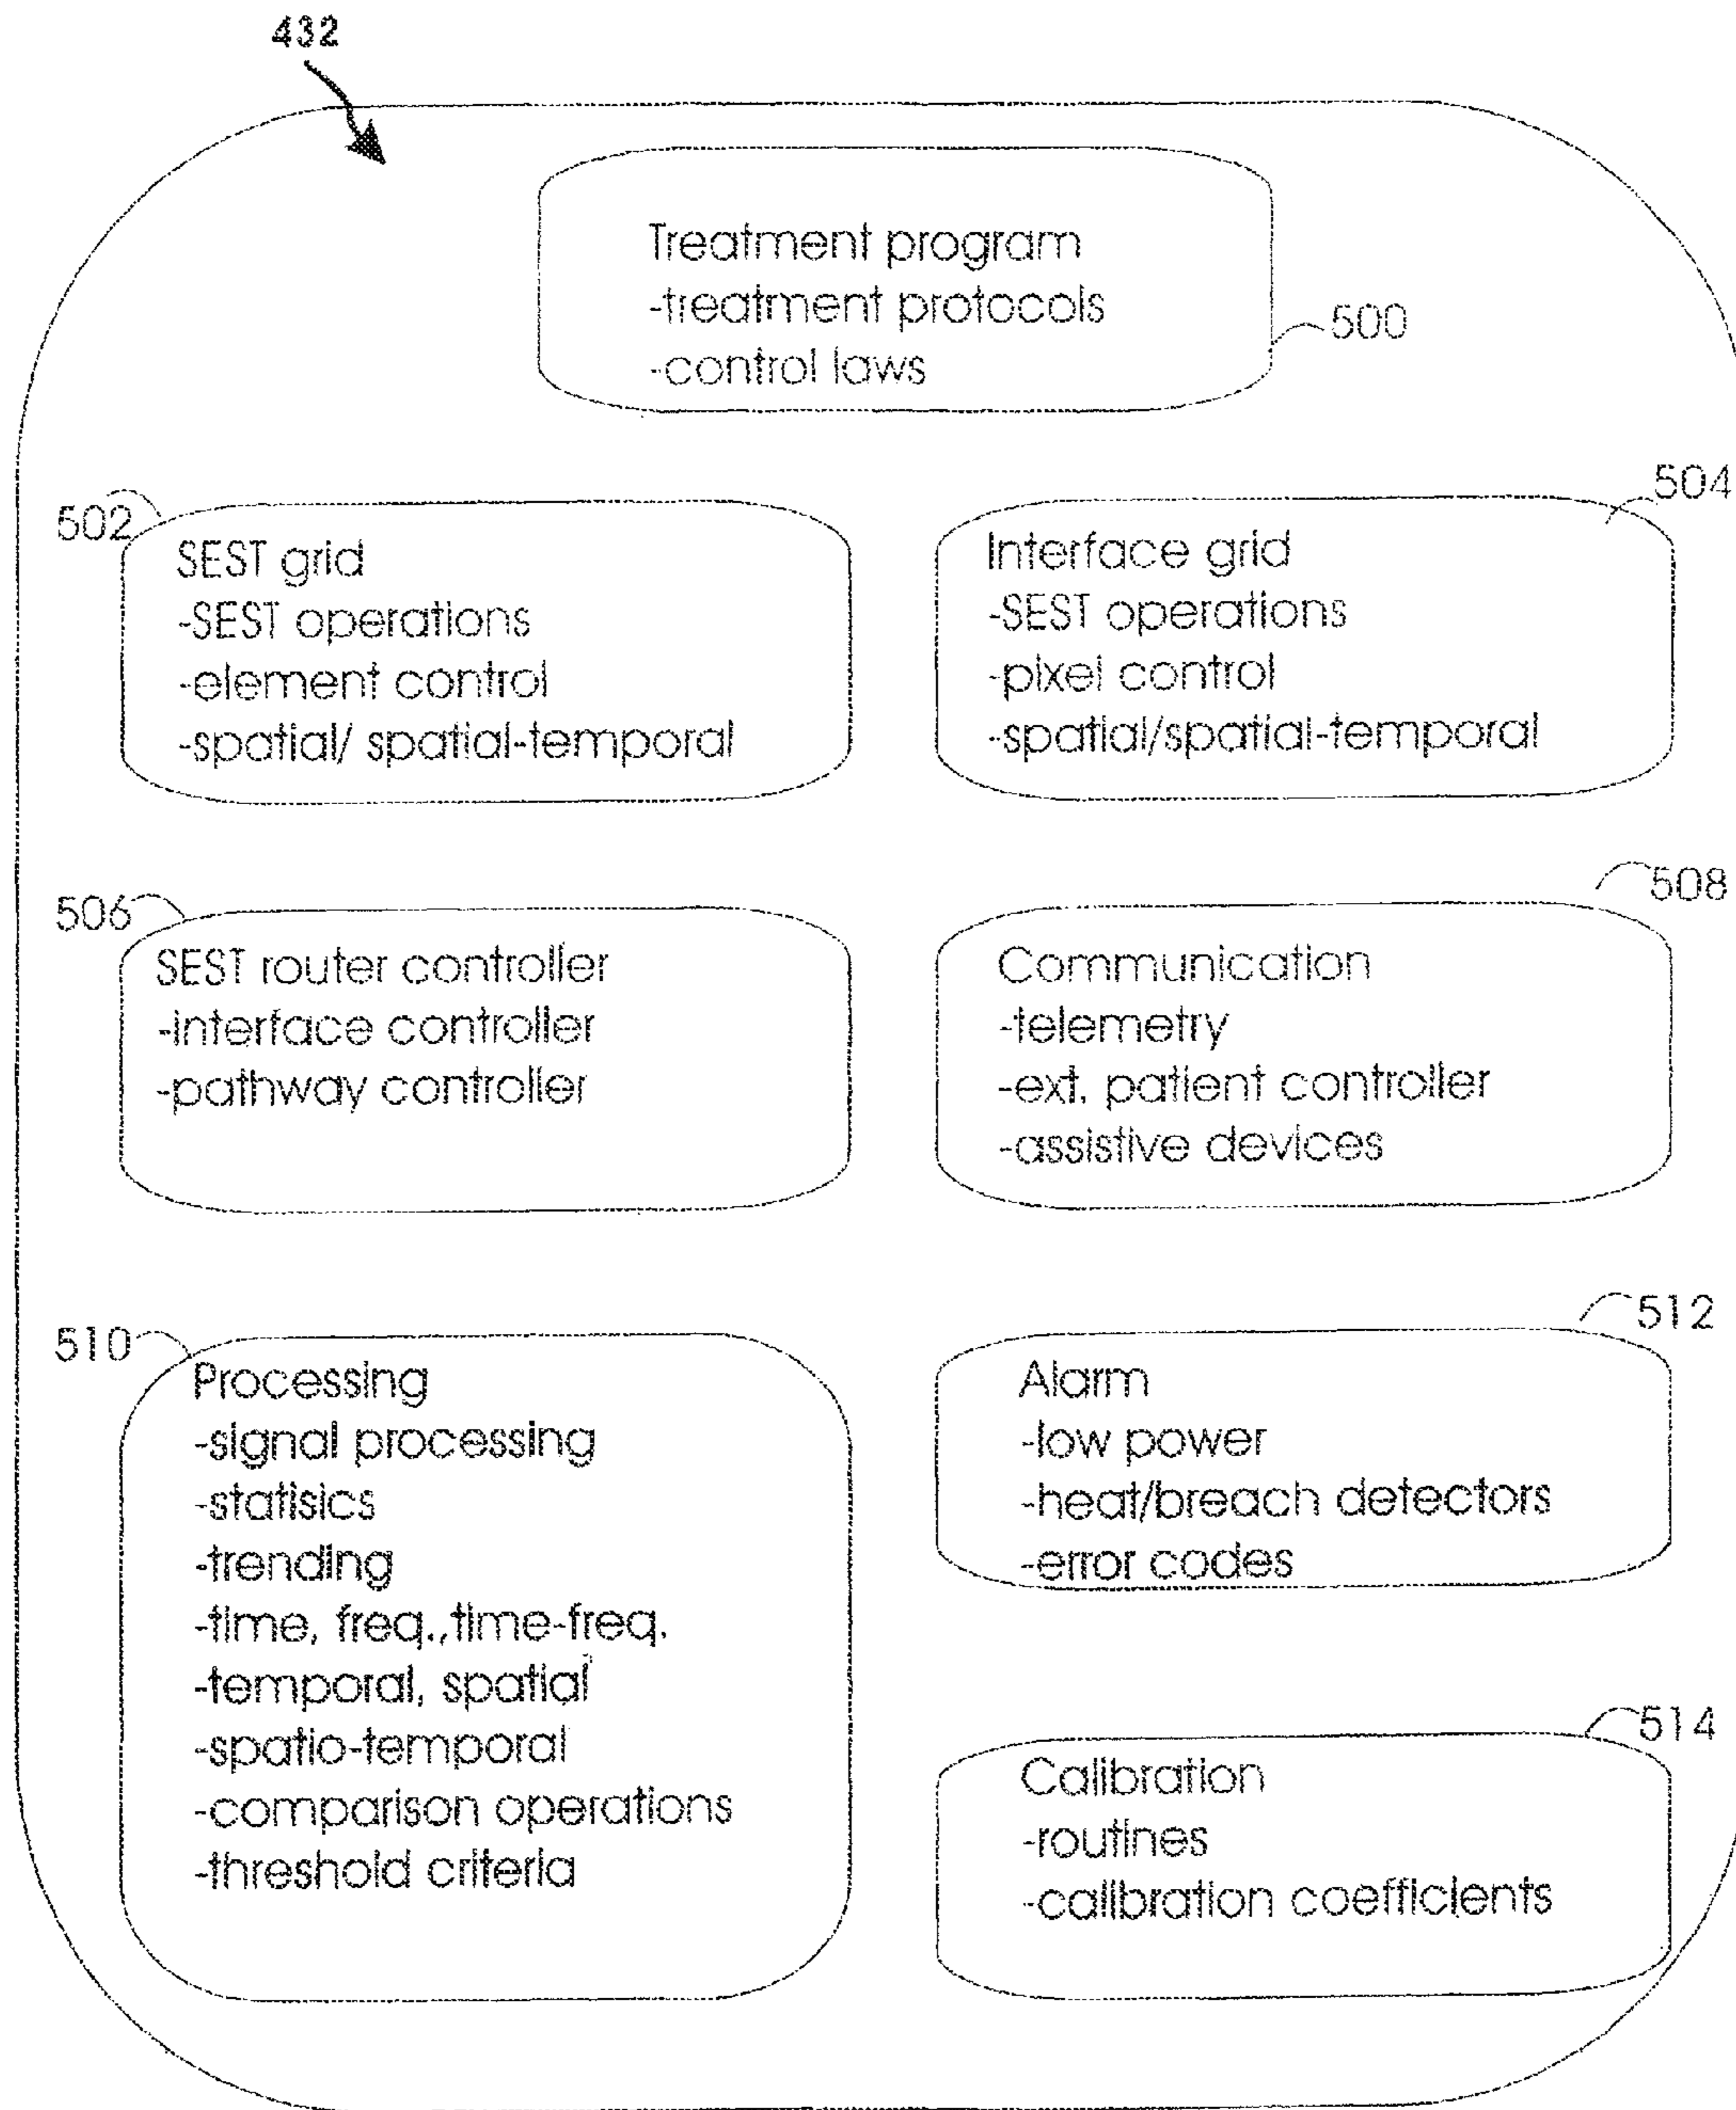 432
Treatment program
-treatment protocols
-control laws
500
502
SEST grid
-SEST operations
-element control
-spatial/ spatial-temporal
504
Interface grid
-SEST operations
-pixel control
-spatial/spatial-temporal
506
SEST router controller
-interface controller
-pathway controller
508
Communication
-telemetry
-ext. patient controller
-assistive devices
510
Processing
-signal processing
-statisics
-trending
-time, freq.,time-freq.
-temporal, spatial
-spatio-temporal
-comparison operations
-threshold criteria
512
Alarm
-low power
-heat/breach detectors
-error codes
514
Calibration
-routines
-calibration coefficients